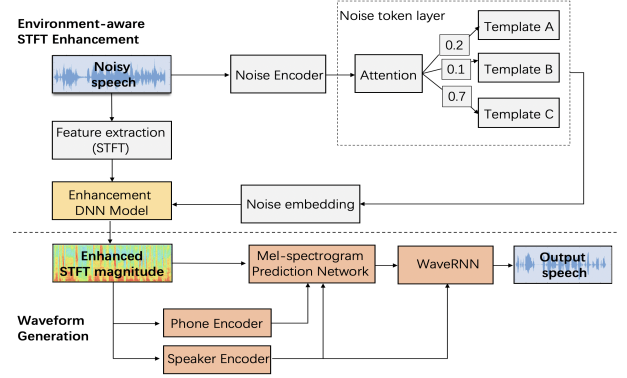 Environment-aware
STFT Enhancement
Noise token layer
Template A
0.2
Noisy
speech
Noise Encoder
Attention
0.1
Template B
0.7
Template C
Feature extraction
(STFT)
Enhancement
DNN Model
Noise embedding
Enhanced
STFT magnitude
Mel-spectrogram
Prediction Network
WaveRNN
Output
speech
Waveform
Generation
Phone Encoder
Speaker Encoder